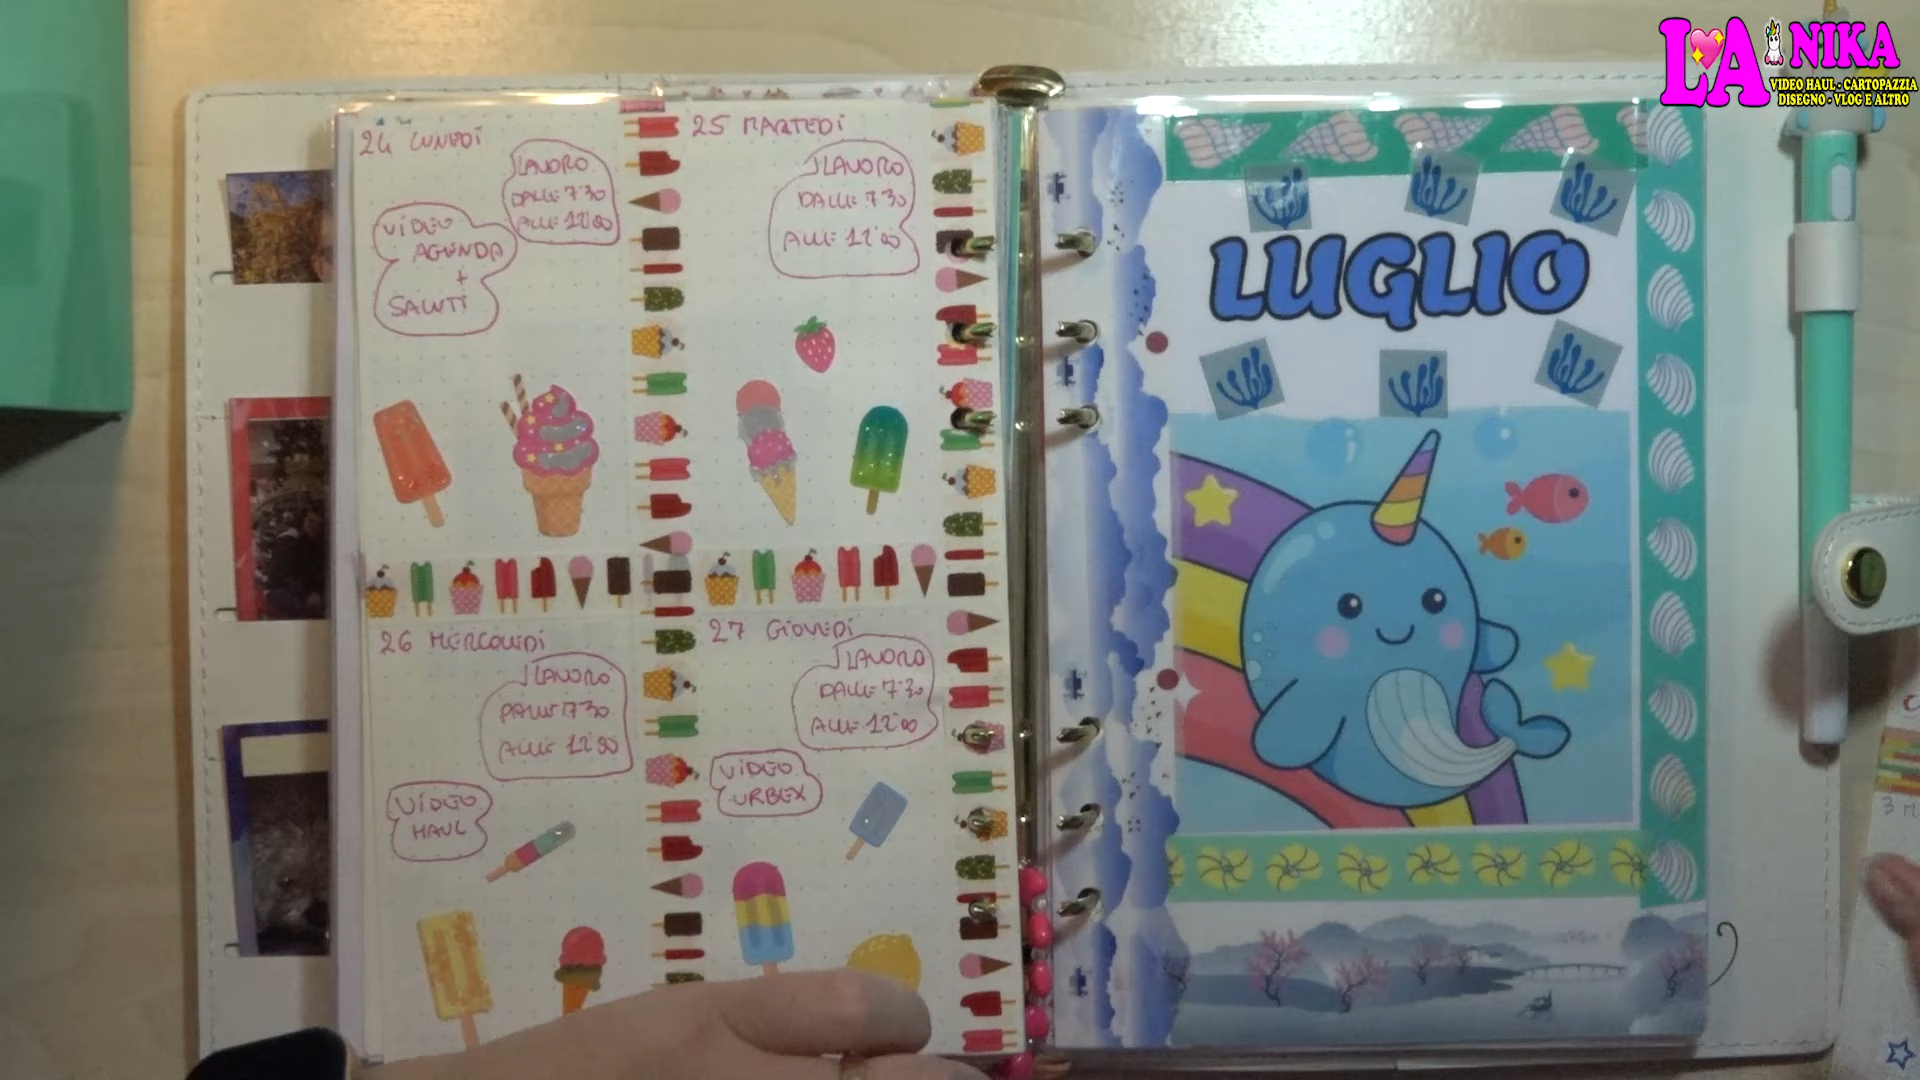 24 LUNEDÌ
LAVORO
DALLE 7:30
ALLE 12:00
VIDEO
AGENDA
+
SALUTI
25 MARTEDÌ
LAVORO
DALLE 7:30
ALLE 12:00
26 MERCOLEDÌ
LAVORO
DALLE 7:30
ALLE 12:00
VIDEO
HAUL
27 GIOVEDÌ
LAVORO
DALLE 7:30
ALLE 12:00
VIDEO
URBEX
LUGLIO
LA NIKA
VIDEO HAUL - CARTOPAZZIA
DISEGNO - VLOG E ALTRO